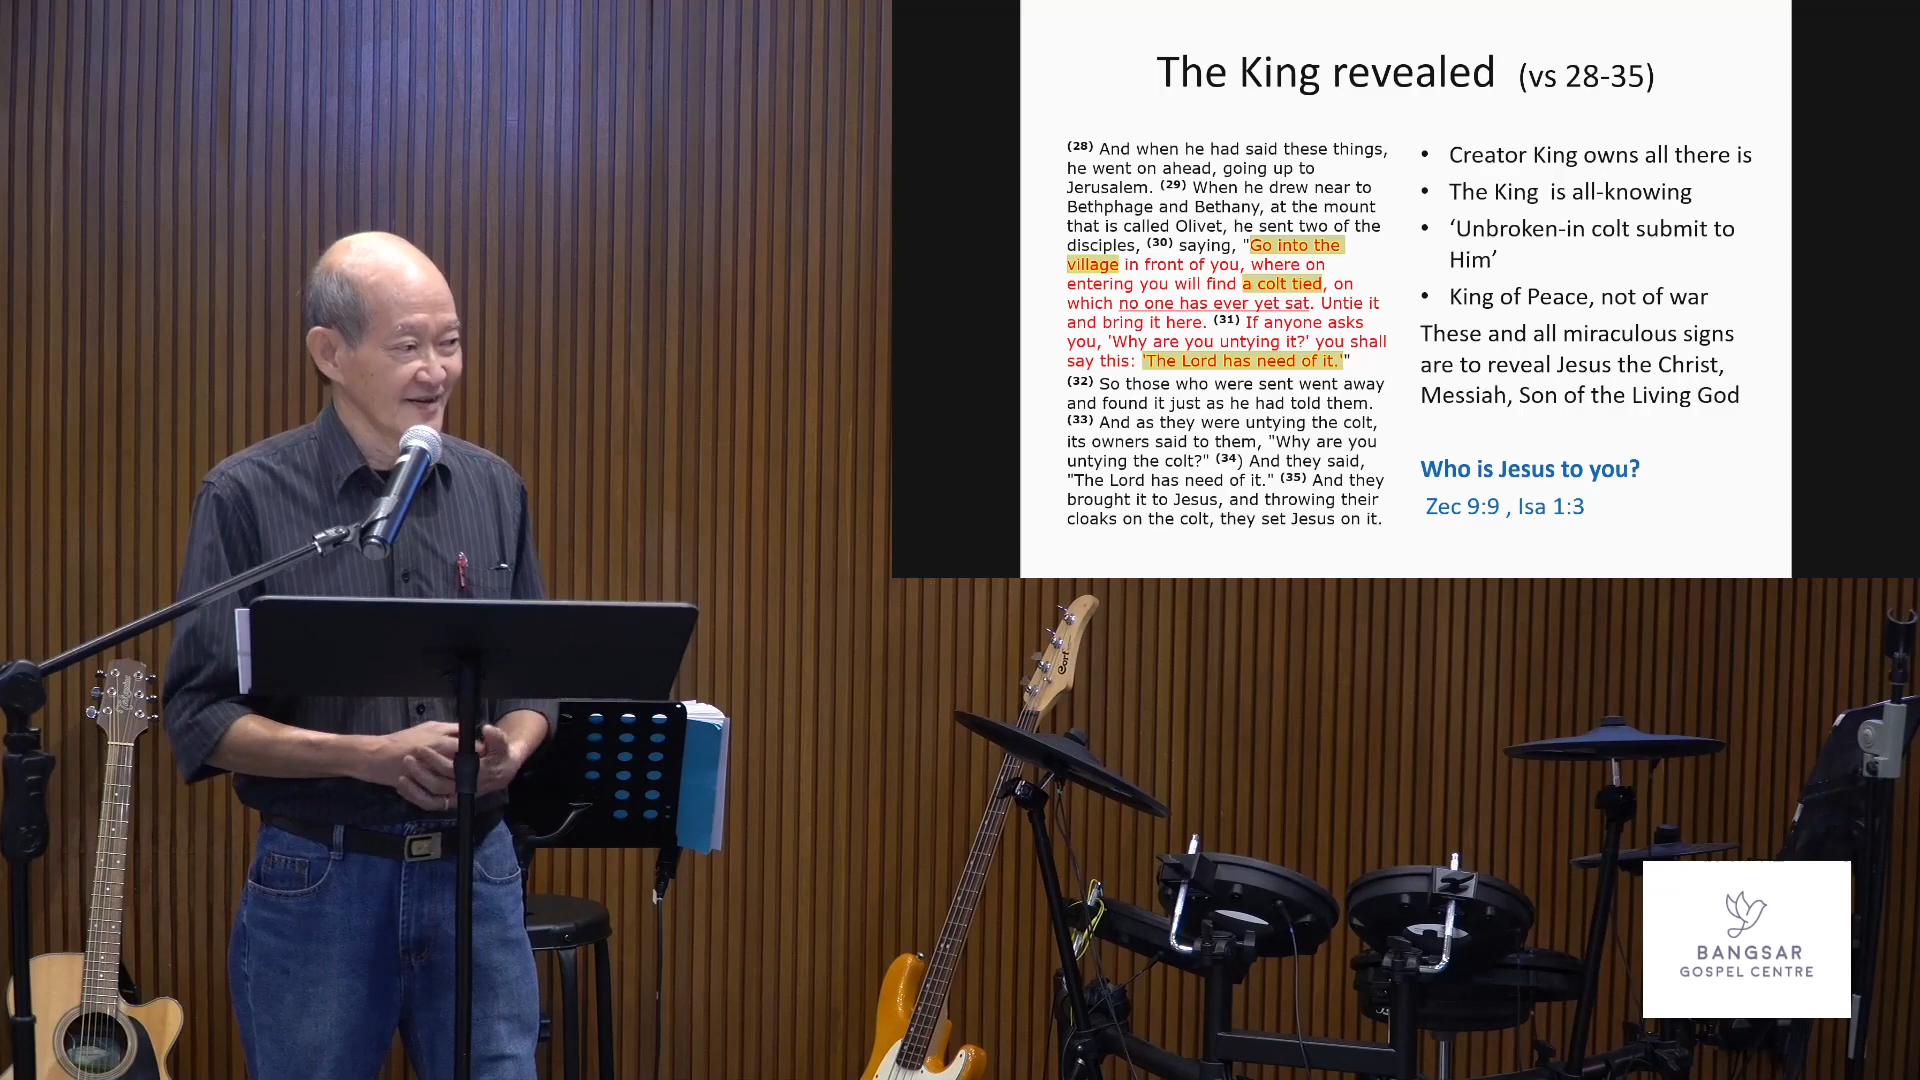 The King revealed (vs 28-35)
(28) And when he had said these things,
he went on ahead, going up to
Jerusalem. (29) When he drew near to
Bethphage and Bethany, at the mount
that is called Olivet, he sent two of the
disciples, (30) saying, "Go into the
village in front of you, where on
entering you will find a colt tied, on
which no one has ever yet sat. Untie it
and bring it here. (31) If anyone asks
you, 'Why are you untying it?' you shall
say this: 'The Lord has need of it.'"
(32) So those who were sent went away
and found it just as he had told them.
(33) And as they were untying the colt,
its owners said to them, "Why are you
untying the colt?" (34) And they said,
"The Lord has need of it." (35) And they
brought it to Jesus, and throwing their
cloaks on the colt, they set Jesus on it.
• Creator King owns all there is
• The King is all-knowing
• ‘Unbroken-in colt submit to
Him’
• King of Peace, not of war
These and all miraculous signs
are to reveal Jesus the Christ,
Messiah, Son of the Living God
Who is Jesus to you?
Zec 9:9 , Isa 1:3
Cort
BANGSAR
GOSPEL CENTRE